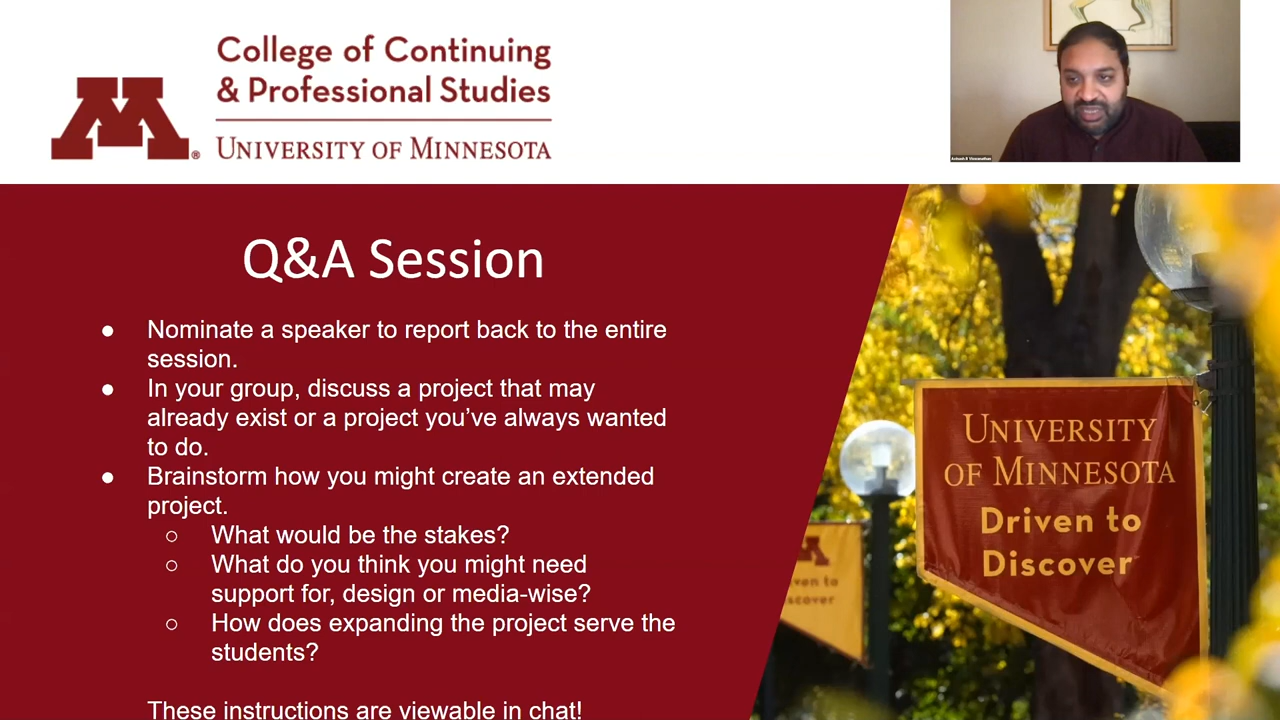 College of Continuing
& Professional Studies
UNIVERSITY OF MINNESOTA
M
®
Q&A Session
● Nominate a speaker to report back to the entire
session.
● In your group, discuss a project that may
already exist or a project you’ve always wanted
to do.
● Brainstorm how you might create an extended
project.
○ What would be the stakes?
○ What do you think you might need
support for, design or media-wise?
○ How does expanding the project serve the
students?
These instructions are viewable in chat!
UNIVERSITY
OF MINNESOTA
Driven to
Discover